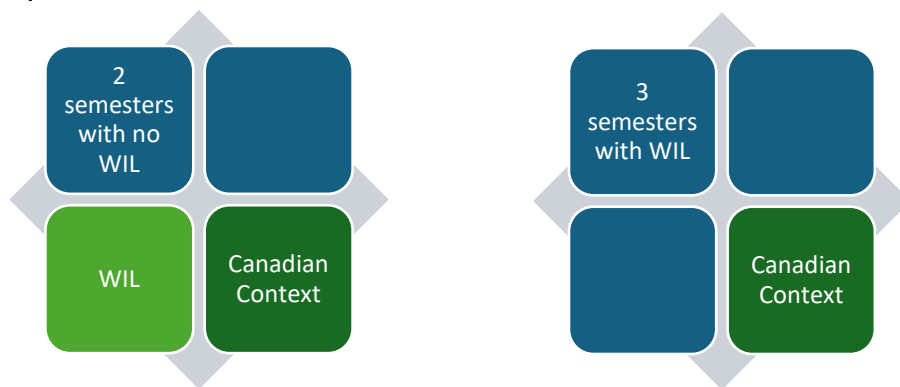 2
semesters
with no
WIL
WIL
Canadian
Context
3
semesters
with WIL
Canadian
Context